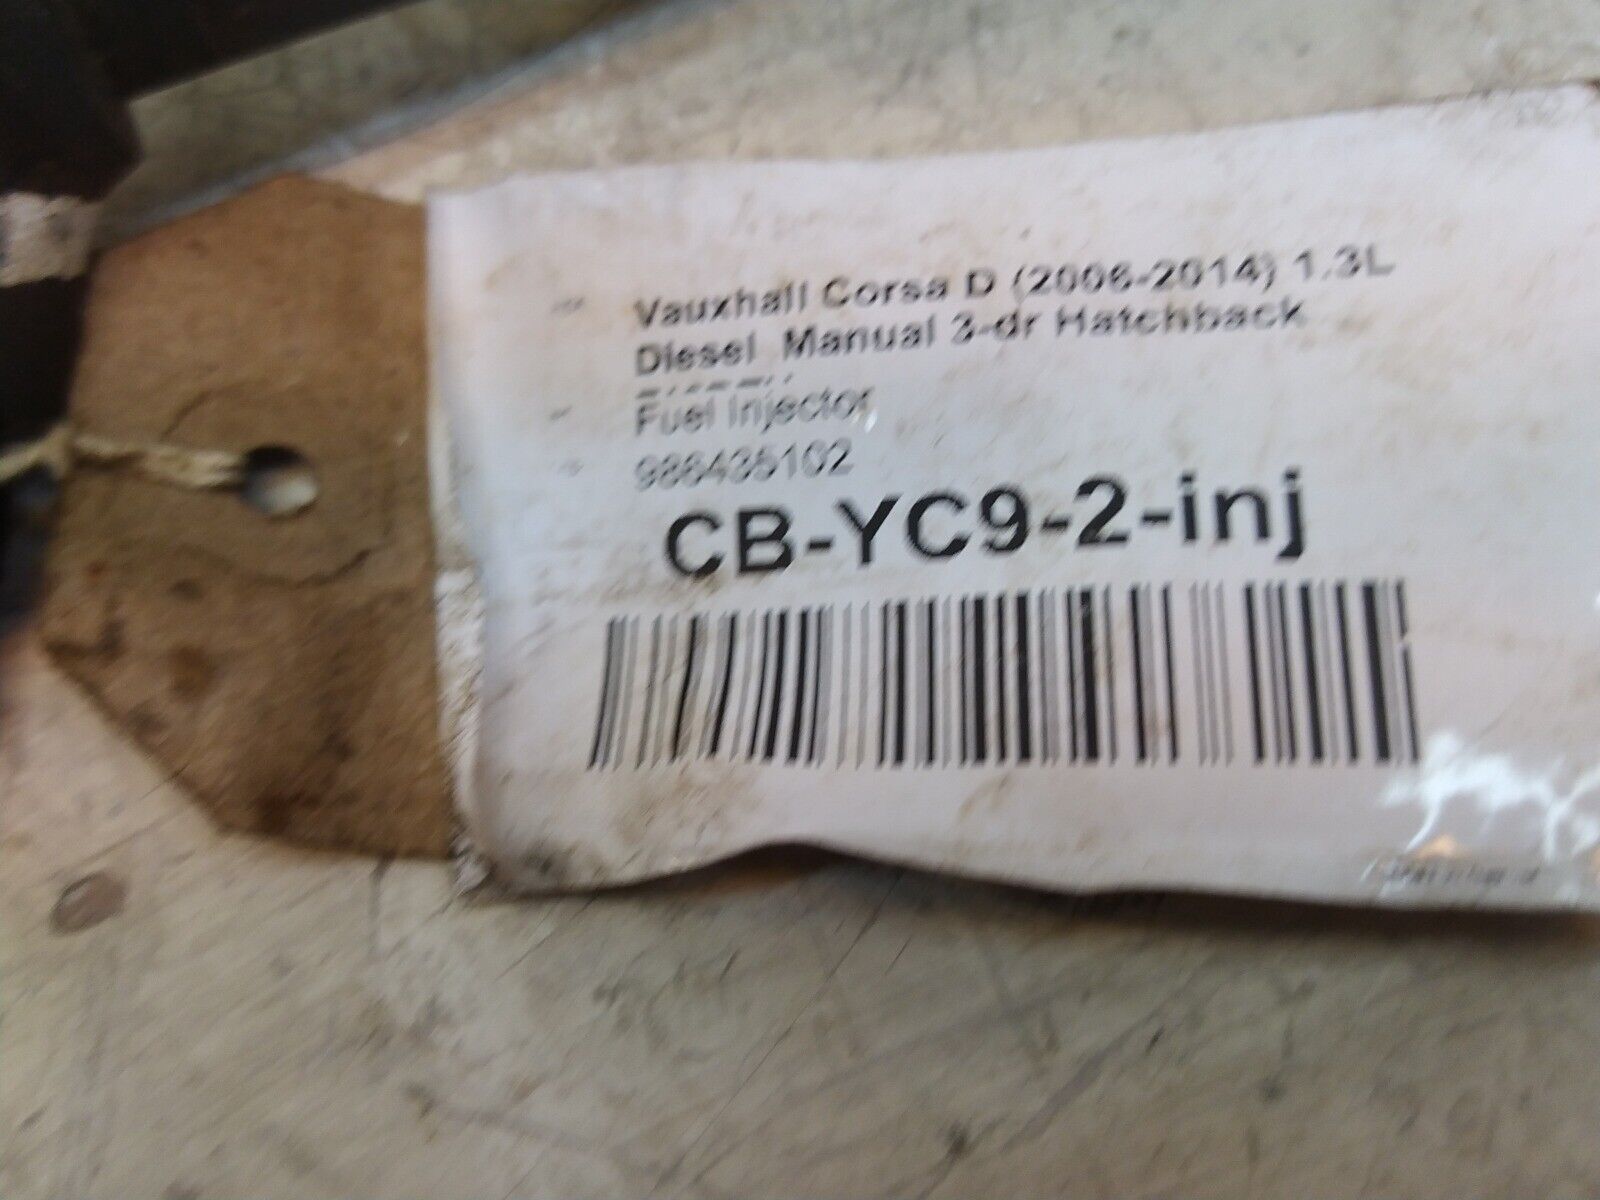 Vauxhall Corsa D (2006-2014) 1.3L
Diesel Manual 3-dr Hatchback
Fuel Injector
986435102
CB-YC9-2-inj